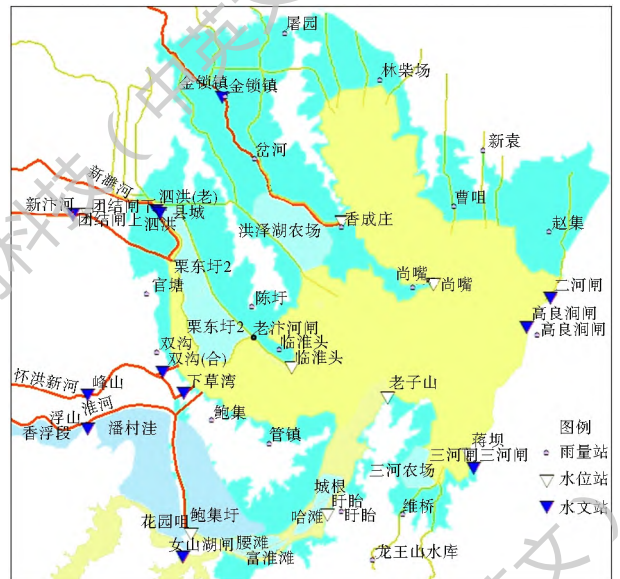 屠园
林柴场
金锁镇
金锁镇
新袁
岔河
新濉河
曹咀
泗洪(老)
新汴河
团结闸下
县城
团结闸上
泗洪
香成庄
洪泽湖农场
赵集
栗东圩2
官塘
尚嘴
尚嘴
二河闸
陈圩
高良涧闸
高良涧闸
栗东圩2
老汴河闸
双沟
临淮头
临淮头
双沟(合)
怀洪新河
峰山
下草湾
老子山
浮山
淮河
香浮段
潘村洼
鲍集
管镇
蒋坝
三河闸
三河闸
三河农场
城根
盱眙
盱眙
哈滩
维桥
花园咀
鲍集圩
女山湖闸
腰滩
富淮滩
龙王山水库
图例
雨量站
水位站
水文站
科技(中英文
英文)